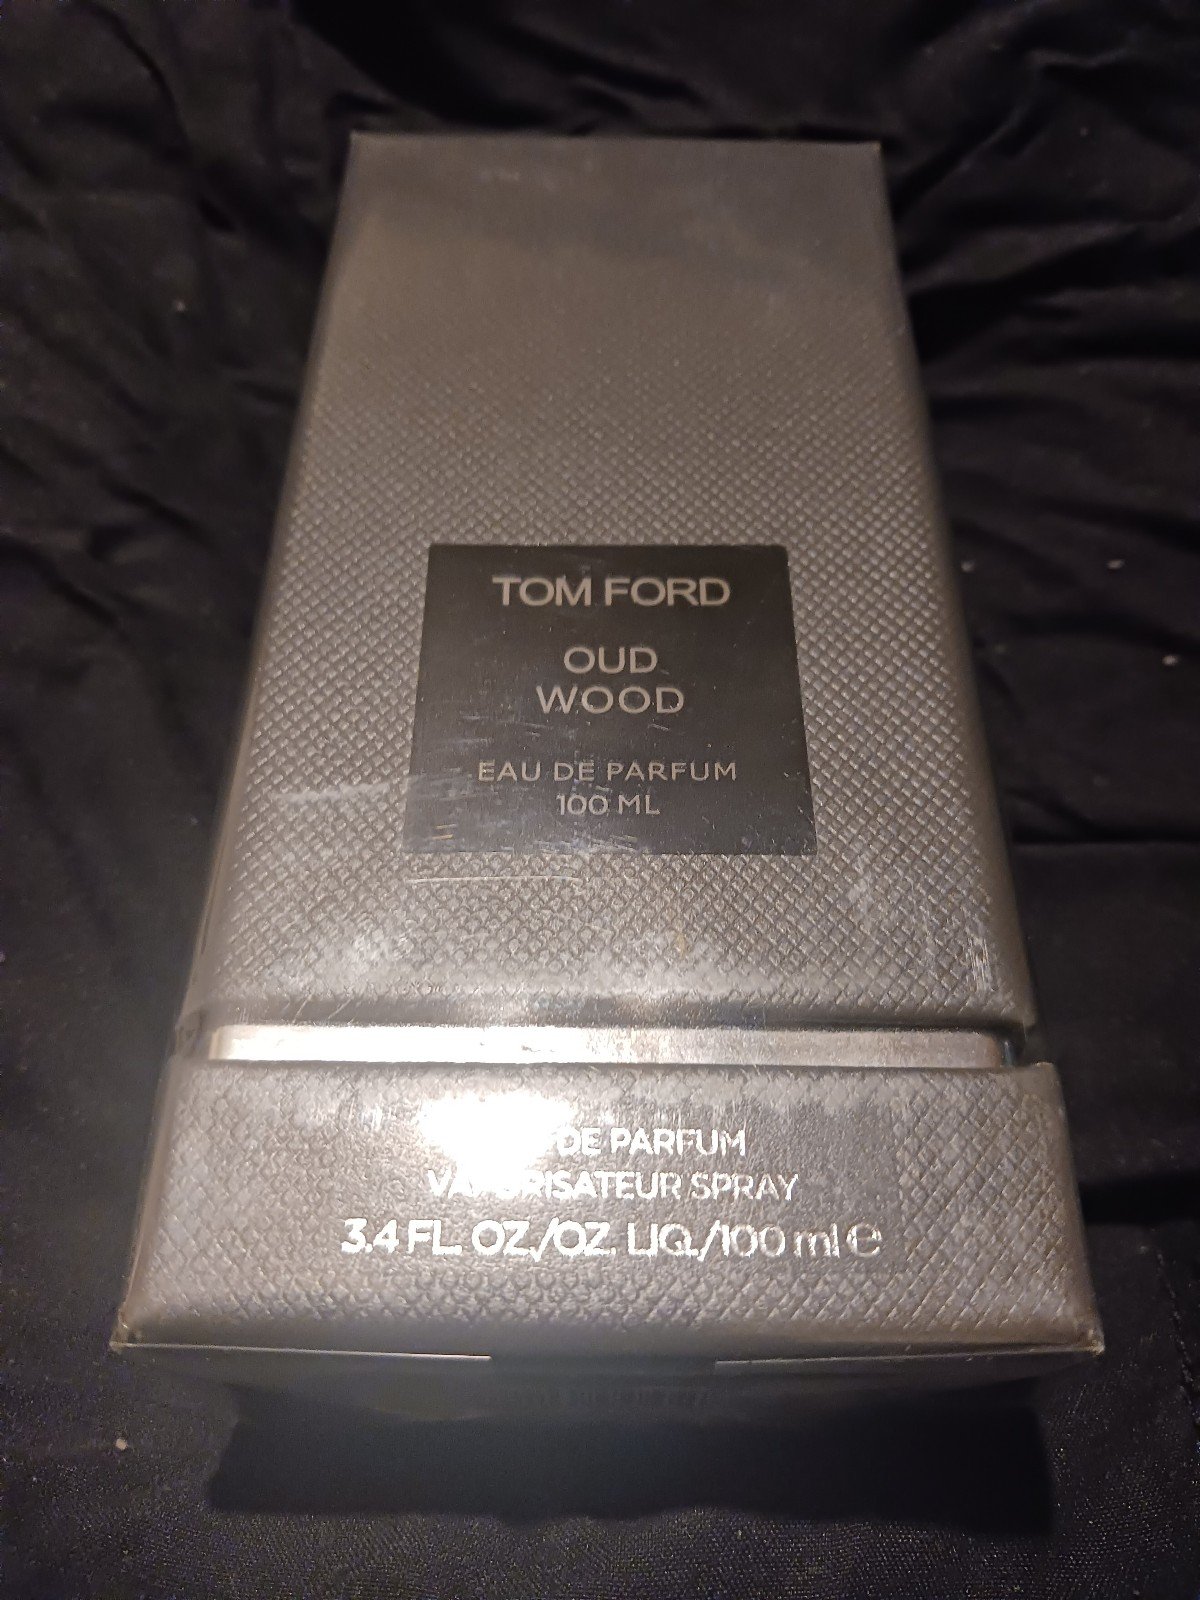 TOM FORD
OUD
WOOD
EAU DE PARFUM
100 ML
DE PARFUM
VAPORISATEUR SPRAY
3.4 FL. OZ./OZ. LIQ./100 ml ℮